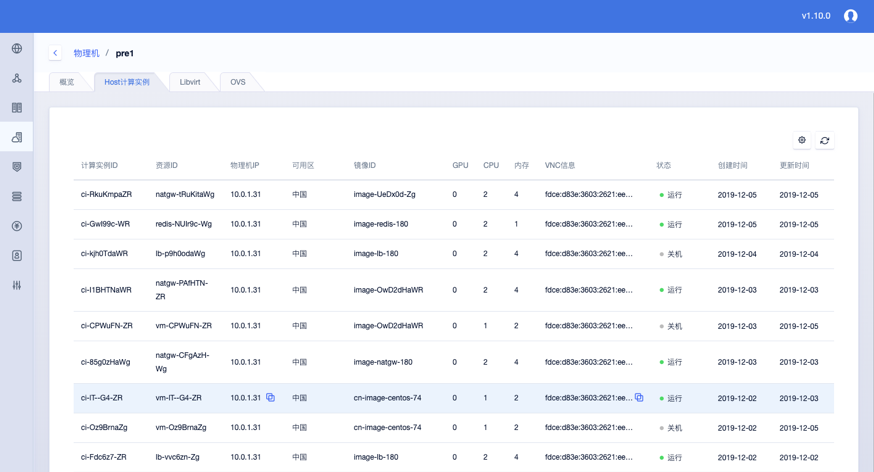 v1.10.0
物理机 / pre1
概览 Host计算实例 Libvirt OVS
计算实例ID 资源ID 物理机IP 可用区 镜像ID GPU CPU 内存 VNC信息 状态 创建时间 更新时间
ci-RkuKmpaZR natgw-tRuKitaWg 10.0.1.31 中国 image-UeDx0d-Zg 0 2 4 fdce:d83e:3603:2621:ee... 运行 2019-12-05 2019-12-05
ci-GwI99c-WR redis-NUIr9c-Wg 10.0.1.31 中国 image-redis-180 0 2 1 fdce:d83e:3603:2621:ee... 运行 2019-12-05 2019-12-05
ci-kjh0TdaWR lb-p9h0odaWg 10.0.1.31 中国 image-lb-180 0 2 4 fdce:d83e:3603:2621:ee... 关机 2019-12-04 2019-12-04
ci-I1BHTNaWR natgw-PAfHTN-ZR 10.0.1.31 中国 image-OwD2dHaWR 0 2 4 fdce:d83e:3603:2621:ee... 运行 2019-12-03 2019-12-03
ci-CPWuFN-ZR vm-CPWuFN-ZR 10.0.1.31 中国 image-OwD2dHaWR 0 1 2 fdce:d83e:3603:2621:ee... 关机 2019-12-03 2019-12-05
ci-85g0zHaWg natgw-CFgAzH-Wg 10.0.1.31 中国 image-natgw-180 0 2 4 fdce:d83e:3603:2621:ee... 运行 2019-12-03 2019-12-03
ci-IT--G4-ZR vm-IT--G4-ZR 10.0.1.31 中国 cn-image-centos-74 0 1 2 fdce:d83e:3603:2621:ee... 运行 2019-12-02 2019-12-03
ci-Oz9BrnaZg vm-Oz9BrnaZg 10.0.1.31 中国 cn-image-centos-74 0 1 2 fdce:d83e:3603:2621:ee... 关机 2019-12-02 2019-12-05
ci-Fdc6z7-ZR lb-vvc6zn-Zg 10.0.1.31 中国 image-lb-180 0 2 4 fdce:d83e:3603:2621:ee... 运行 2019-12-02 2019-12-02